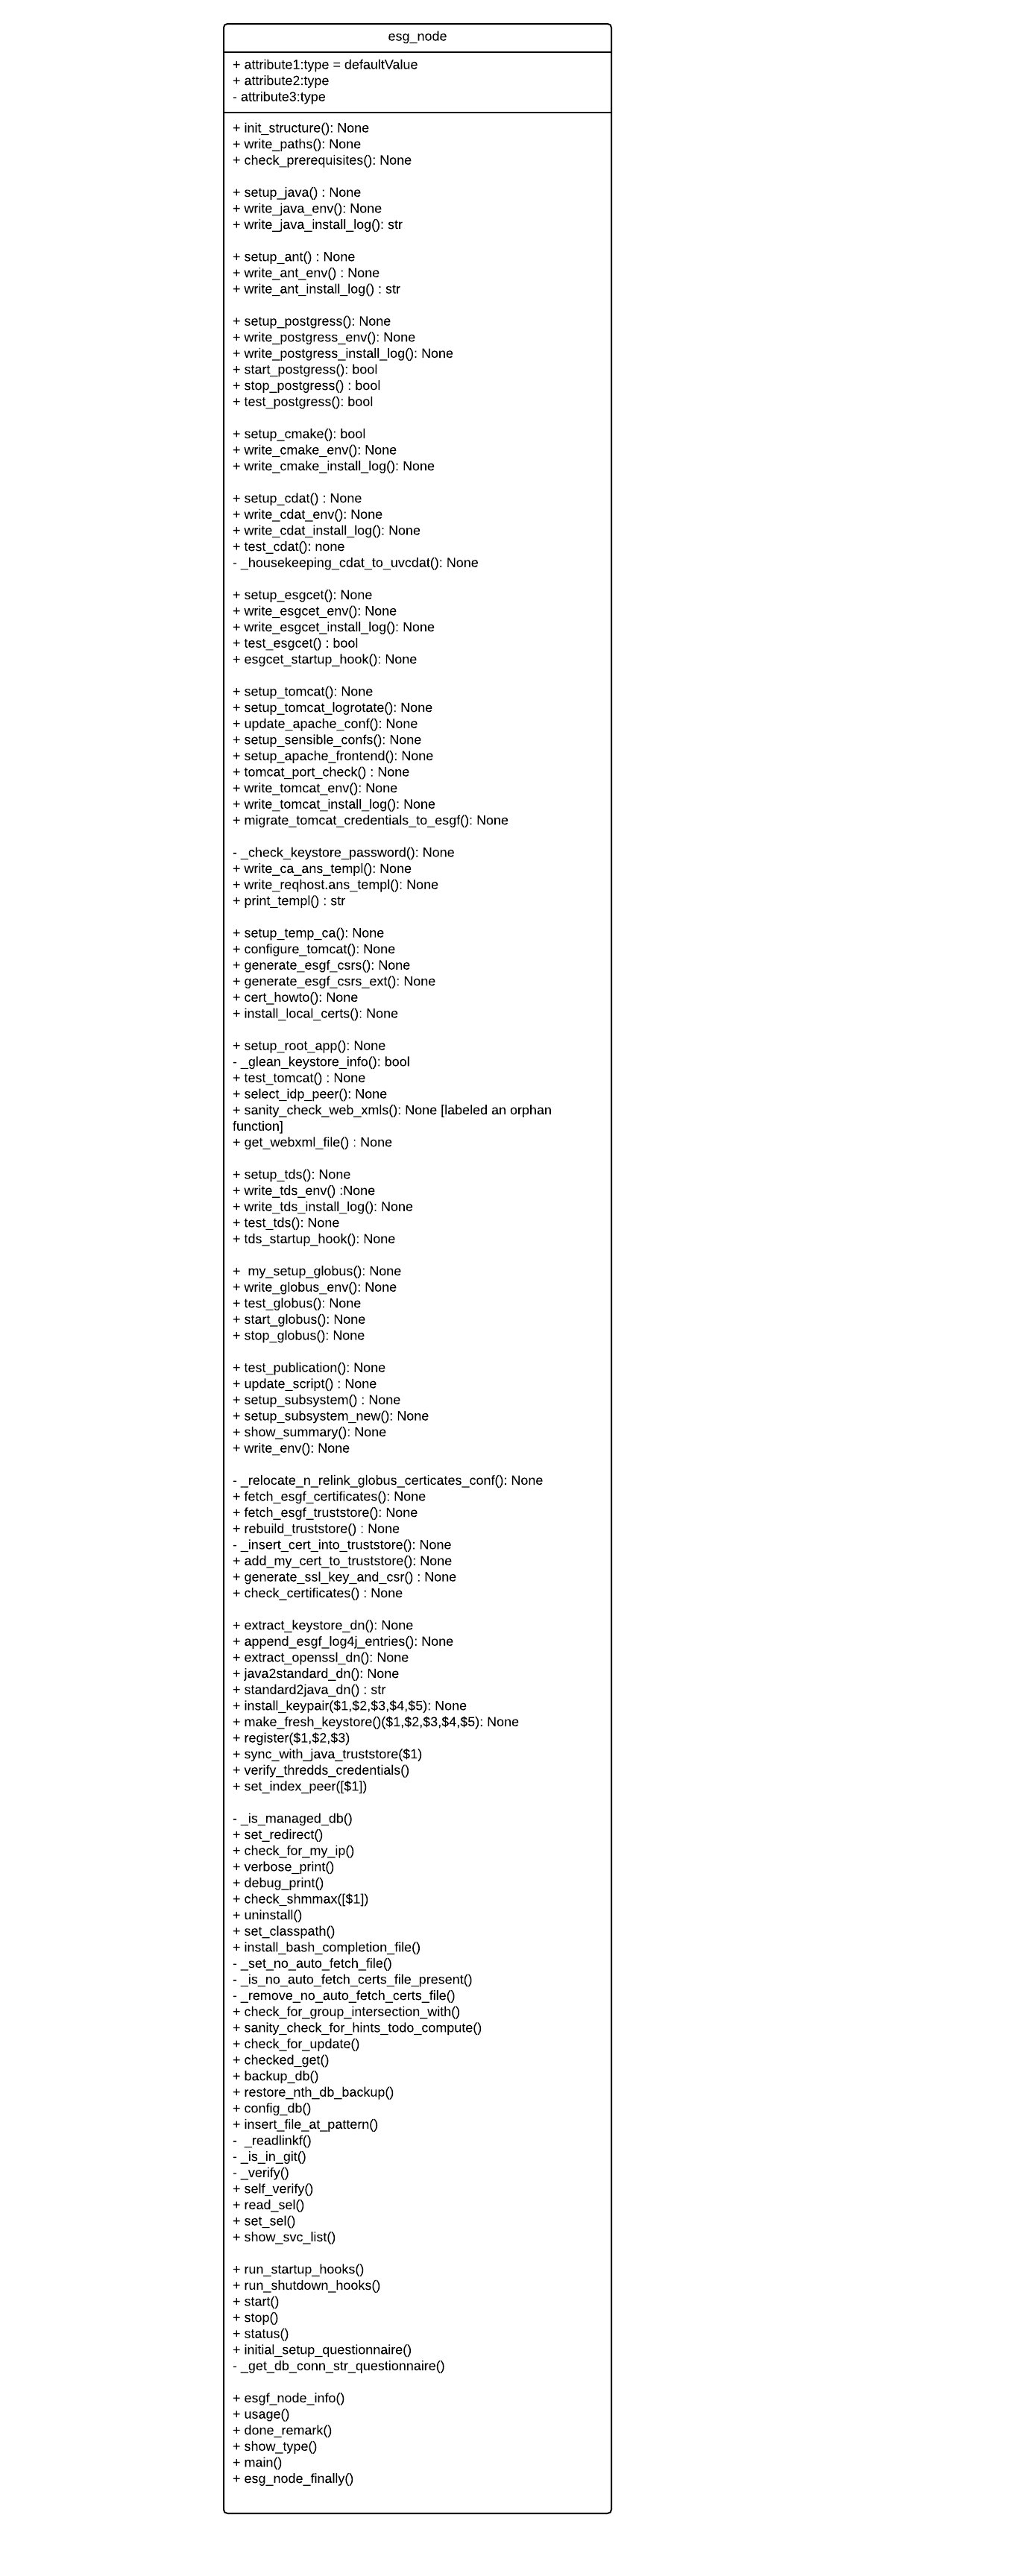 esg_node
+ attribute1:type = defaultValue
+ attribute2:type
- attribute3:type
+ init_structure(): None
+ write_paths(): None
+ check_prerequisites(): None
+ setup_java() : None
+ write_java_env(): None
+ write_java_install_log(): str
+ setup_ant() : None
+ write_ant_env() : None
+ write_ant_install_log() : str
+ setup_postgress(): None
+ write_postgress_env(): None
+ write_postgress_install_log(): None
+ start_postgress(): bool
+ stop_postgress() : bool
+ test_postgress(): bool
+ setup_cmake(): bool
+ write_cmake_env(): None
+ write_cmake_install_log(): None
+ setup_cdat() : None
+ write_cdat_env(): None
+ write_cdat_install_log(): None
+ test_cdat(): none
- _housekeeping_cdat_to_uvcdat(): None
+ setup_esgcet(): None
+ write_esgcet_env(): None
+ write_esgcet_install_log(): None
+ test_esgcet() : bool
+ esgcet_startup_hook(): None
+ setup_tomcat(): None
+ setup_tomcat_logrotate(): None
+ update_apache_conf(): None
+ setup_sensible_confs(): None
+ setup_apache_frontend(): None
+ tomcat_port_check() : None
+ write_tomcat_env(): None
+ write_tomcat_install_log(): None
+ migrate_tomcat_credentials_to_esgf(): None
- _check_keystore_password(): None
+ write_ca_ans_templ(): None
+ write_reqhost.ans_templ(): None
+ print_templ() : str
+ setup_temp_ca(): None
+ configure_tomcat(): None
+ generate_esgf_csrs(): None
+ generate_esgf_csrs_ext(): None
+ cert_howto(): None
+ install_local_certs(): None
+ setup_root_app(): None
- _glean_keystore_info(): bool
+ test_tomcat() : None
+ select_idp_peer(): None
+ sanity_check_web_xmls(): None [labeled an orphan
function]
+ get_webxml_file() : None
+ setup_tds(): None
+ write_tds_env() :None
+ write_tds_install_log(): None
+ test_tds(): None
+ tds_startup_hook(): None
+  my_setup_globus(): None
+ write_globus_env(): None
+ test_globus(): None
+ start_globus(): None
+ stop_globus(): None
+ test_publication(): None
+ update_script() : None
+ setup_subsystem() : None
+ setup_subsystem_new(): None
+ show_summary(): None
+ write_env(): None
- _relocate_n_relink_globus_certicates_conf(): None
+ fetch_esgf_certificates(): None
+ fetch_esgf_truststore(): None
+ rebuild_truststore() : None
- _insert_cert_into_truststore(): None
+ add_my_cert_to_truststore(): None
+ generate_ssl_key_and_csr() : None
+ check_certificates() : None
+ extract_keystore_dn(): None
+ append_esgf_log4j_entries(): None
+ extract_openssl_dn(): None
+ java2standard_dn(): None
+ standard2java_dn() : str
+ install_keypair($1,$2,$3,$4,$5): None
+ make_fresh_keystore()($1,$2,$3,$4,$5): None
+ register($1,$2,$3)
+ sync_with_java_truststore($1)
+ verify_thredds_credentials()
+ set_index_peer([$1])
- _is_managed_db()
+ set_redirect()
+ check_for_my_ip()
+ verbose_print()
+ debug_print()
+ check_shmmax([$1])
+ uninstall()
+ set_classpath()
+ install_bash_completion_file()
- _set_no_auto_fetch_file()
- _is_no_auto_fetch_certs_file_present()
- _remove_no_auto_fetch_certs_file()
+ check_for_group_intersection_with()
+ sanity_check_for_hints_todo_compute()
+ check_for_update()
+ checked_get()
+ backup_db()
+ restore_nth_db_backup()
+ config_db()
+ insert_file_at_pattern()
-  _readlinkf()
- _is_in_git()
- _verify()
+ self_verify()
+ read_sel()
+ set_sel()
+ show_svc_list()
+ run_startup_hooks()
+ run_shutdown_hooks()
+ start()
+ stop()
+ status()
+ initial_setup_questionnaire()
- _get_db_conn_str_questionnaire()
+ esgf_node_info()
+ usage()
+ done_remark()
+ show_type()
+ main()
+ esg_node_finally()